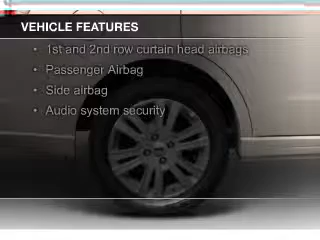 VEHICLE FEATURES
• 1st and 2nd row curtain head airbags
• Passenger Airbag
• Side airbag
• Audio system security